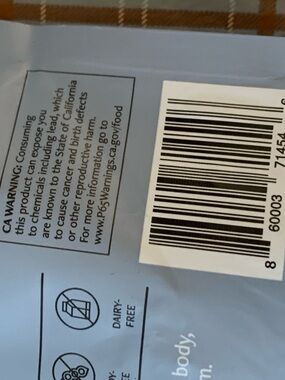 CA WARNING: Consuming
this product can expose you
to chemicals including lead, which
are known to the State of California
to cause cancer and birth defects
or other reproductive harm.
For more information go to
www.P65Warnings.ca.gov/food
8 60003 71454
DAIRY-
FREE
body,